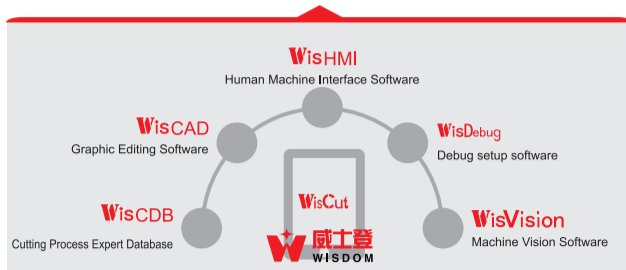 WisHMI
Human Machine Interface Software
WisCAD
Graphic Editing Software
WisDebug
Debug setup software
WisCut
WisCDB
Cutting Process Expert Database
WisVision
Machine Vision Software
威士登
WISDOM